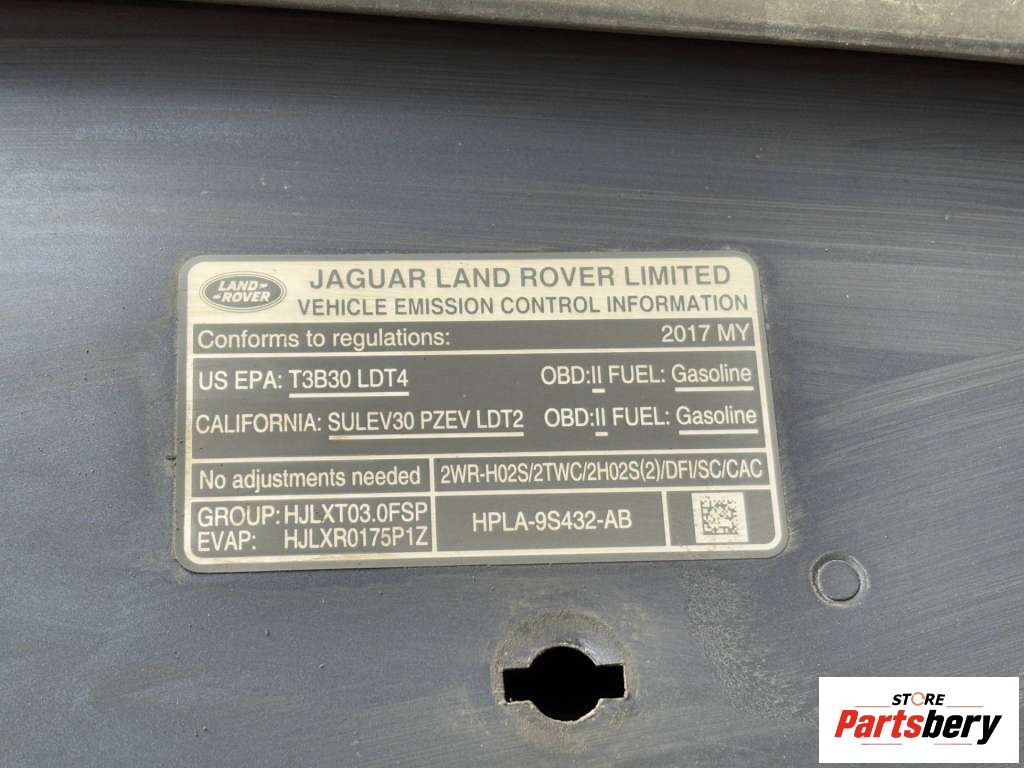 LAND-
-ROVER
JAGUAR LAND ROVER LIMITED
VEHICLE EMISSION CONTROL INFORMATION
Conforms to regulations: 2017 MY
US EPA: T3B30 LDT4 OBD:II FUEL: Gasoline
CALIFORNIA: SULEV30 PZEV LDT2 OBD:II FUEL: Gasoline
No adjustments needed 2WR-HO2S/2TWC/2HO2S(2)/DFI/SC/CAC
GROUP: HJLXT03.0FSP
EVAP: HJLXR0175P1Z
HPLA-9S432-AB
STORE
Partsbery